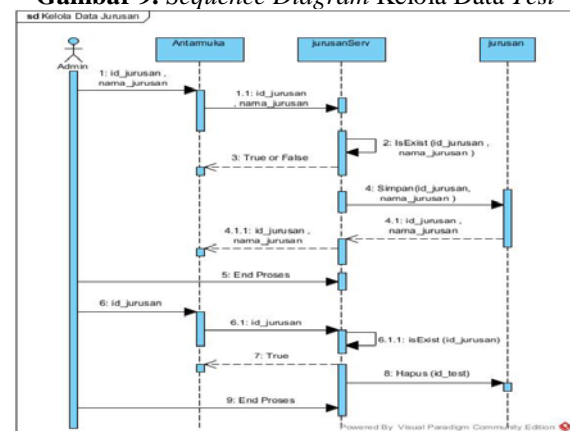 Gambar 9. Sequence Diagram Kelola Data Test
sd Kelola Data Jurusan
Antarmuka
jurusanServ
jurusan
Admin
1: id_jurusan ,
nama_jurusan
1.1: id_jurusan
, nama_jurusan
2: IsExist (id_jurusan ,
nama_jurusan )
3: True or False
4: Simpan(id_jurusan,
nama_jurusan )
4.1: id_jurusan ,
nama_jurusan
4.1.1: id_jurusan ,
nama_jurusan
5: End Proses
6: id_jurusan
6.1: id_jurusan
6.1.1: isExist (id_jurusan)
7: True
8: Hapus (id_test)
9: End Proses
Powered By Visual Paradigm Community Edition